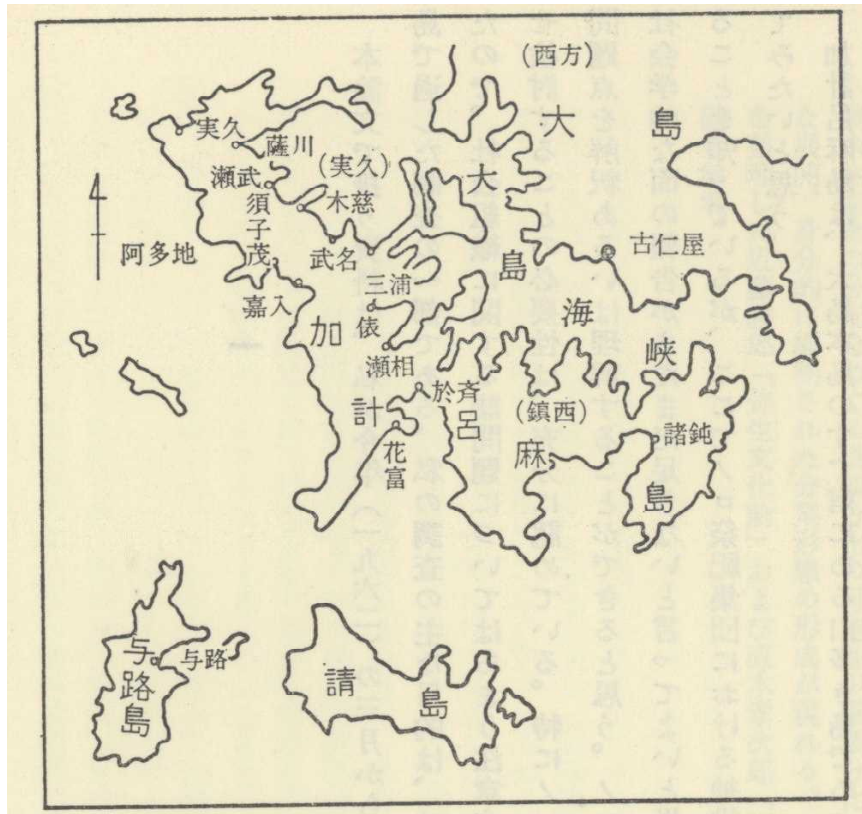 (西方)
大島
実久
薩川
(実久)
瀬武
木慈
須子茂
武名
阿多地
嘉入
古仁屋
大島海峡
三浦
俵
瀬相
於斉
花富
(鎮西)
諸鈍
加計呂麻島
与路島
与路
請島